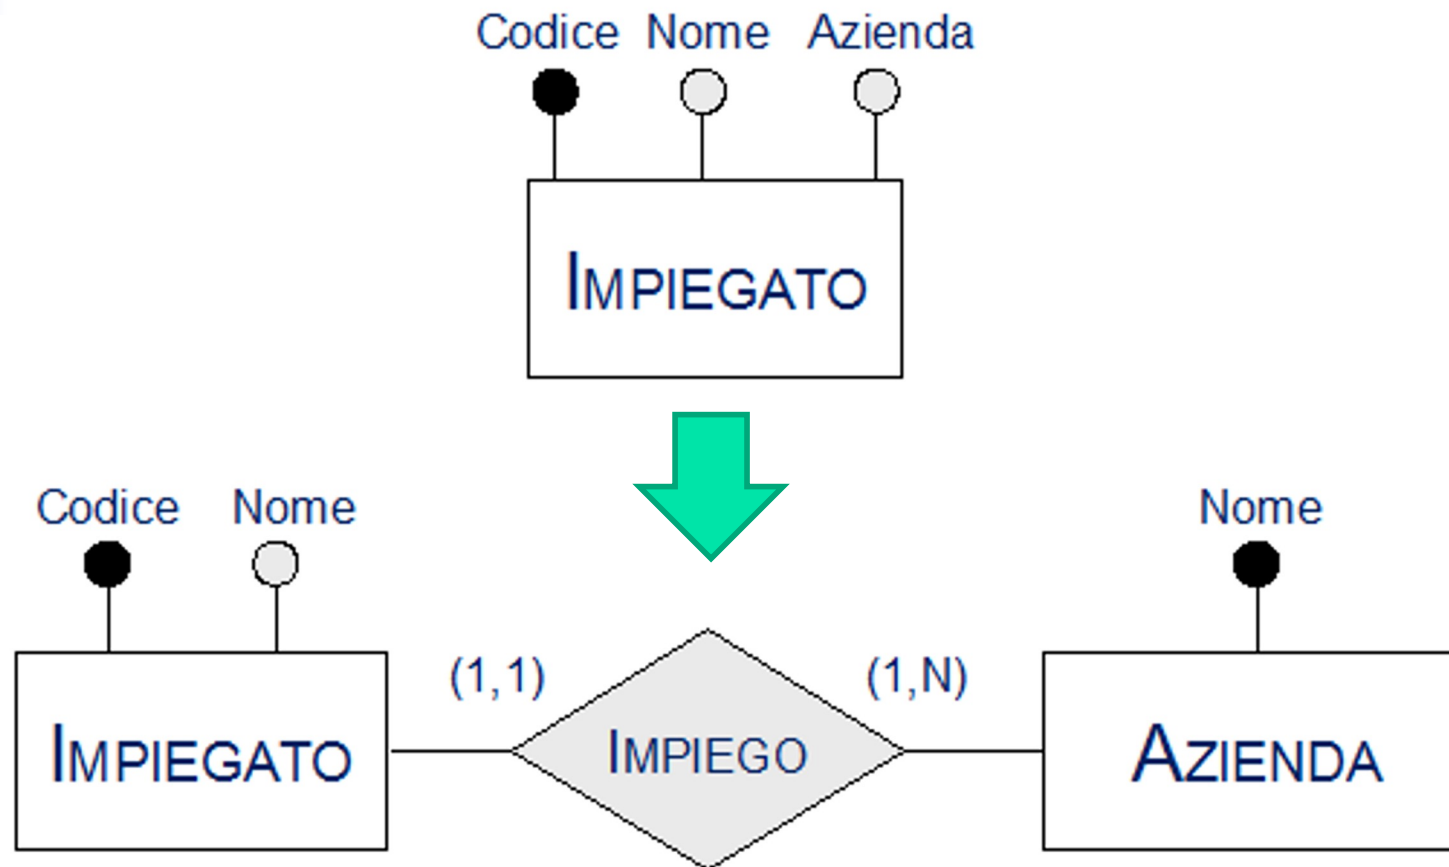 Codice Nome Azienda
IMPIEGATO
Codice Nome Nome
(1,1) (1,N)
IMPIEGATO IMPIEGO AZIENDA